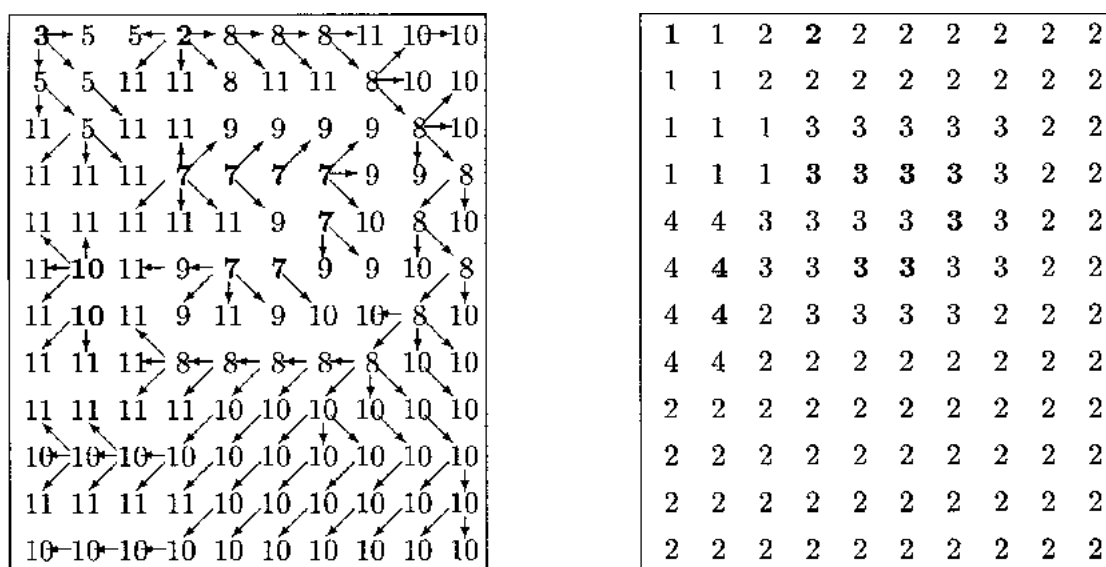 3 5 5 2 8 8 8 11 10 10
5 5 11 11 8 11 11 8 10 10
11 5 11 11 9 9 9 9 8 10
11 11 11 7 7 7 7 9 9 8
11 11 11 11 11 9 7 10 8 10
11 10 11 9 7 7 9 9 10 8
11 10 11 9 11 9 10 10 8 10
11 11 11 8 8 8 8 8 10 10
11 11 11 11 10 10 10 10 10 10
10 10 10 10 10 10 10 10 10 10
11 11 11 11 10 10 10 10 10 10
10 10 10 10 10 10 10 10 10 10
1 1 2 2 2 2 2 2 2 2
1 1 2 2 2 2 2 2 2 2
1 1 1 3 3 3 3 3 2 2
1 1 1 3 3 3 3 3 2 2
4 4 3 3 3 3 3 3 2 2
4 4 3 3 3 3 3 3 2 2
4 4 2 3 3 3 3 2 2 2
4 4 2 2 2 2 2 2 2 2
2 2 2 2 2 2 2 2 2 2
2 2 2 2 2 2 2 2 2 2
2 2 2 2 2 2 2 2 2 2
2 2 2 2 2 2 2 2 2 2